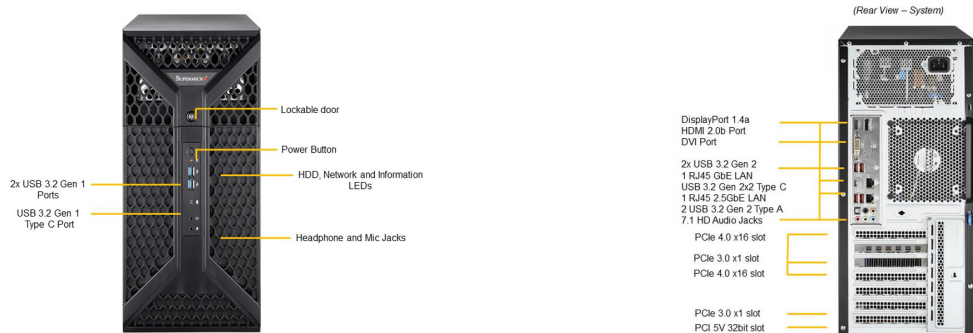 SUPERMICRO
Lockable door
Power Button
HDD, Network and Information
LEDs
Headphone and Mic Jacks
2x USB 3.2 Gen 1
Ports
USB 3.2 Gen 1
Type C Port
(Rear View – System)
DisplayPort 1.4a
HDMI 2.0b Port
DVI Port
2x USB 3.2 Gen 2
1 RJ45 GbE LAN
USB 3.2 Gen 2x2 Type C
1 RJ45 2.5GbE LAN
2 USB 3.2 Gen 2 Type A
7.1 HD Audio Jacks
PCIe 4.0 x16 slot
PCIe 3.0 x1 slot
PCIe 4.0 x16 slot
PCIe 3.0 x1 slot
PCI 5V 32bit slot